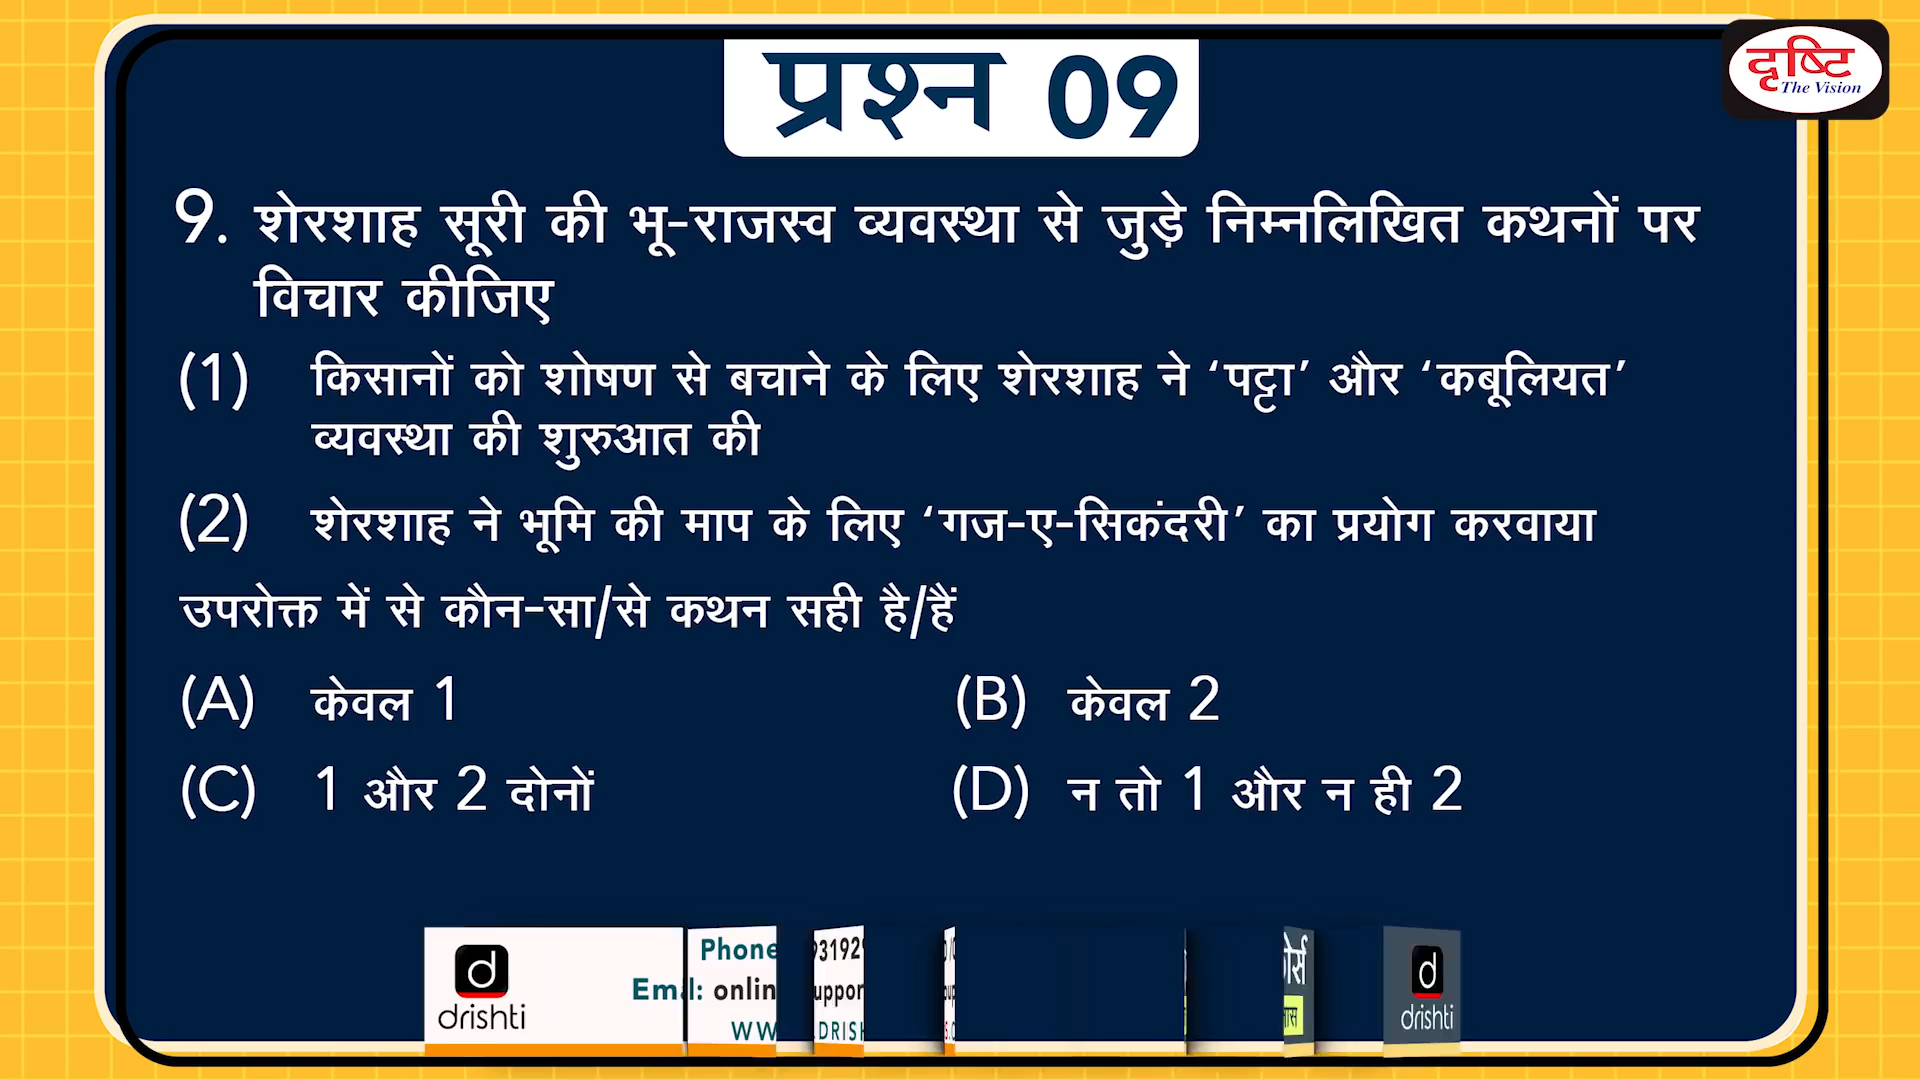 प्रश्न 09
दृष्टि
The Vision
9. शेरशाह सूरी की भू-राजस्व व्यवस्था से जुड़े निम्नलिखित कथनों पर
विचार कीजिए
(1) किसानों को शोषण से बचाने के लिए शेरशाह ने ‘पट्टा’ और ‘कबूलियत’
व्यवस्था की शुरुआत की
(2) शेरशाह ने भूमि की माप के लिए ‘गज-ए-सिकंदरी’ का प्रयोग करवाया
उपरोक्त में से कौन-सा/से कथन सही है/हैं
(A) केवल 1 (B) केवल 2
(C) 1 और 2 दोनों (D) न तो 1 और न ही 2
Phone
drishti
drishti